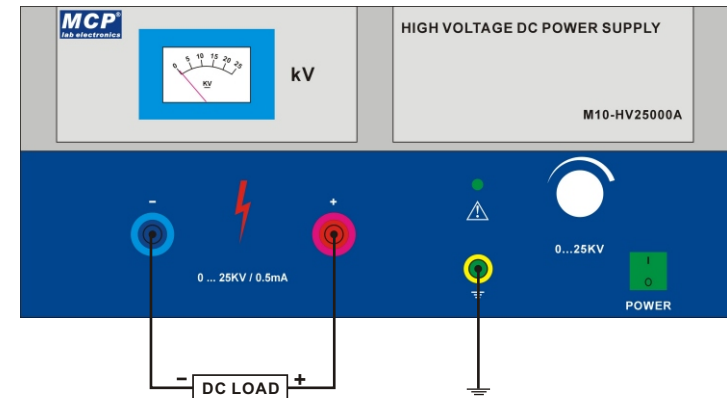 MCP®
lab electronics
0 5 10 15 20 25
KV
kV
HIGH VOLTAGE DC POWER SUPPLY
M10-HV25000A
- +
0 ... 25KV / 0.5mA
0...25KV
I
O
POWER
- DC LOAD +